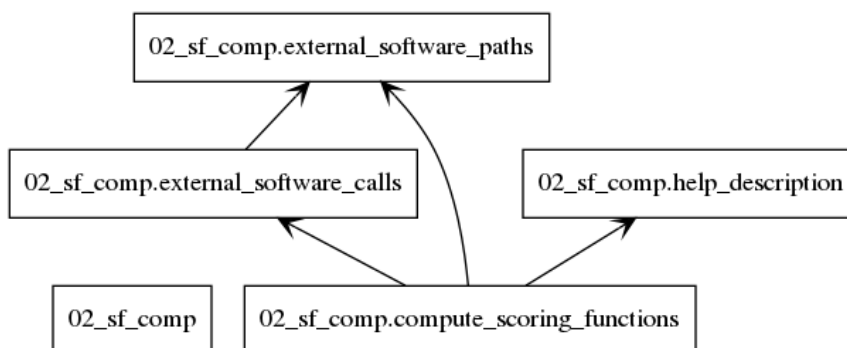 02_sf_comp.external_software_paths
02_sf_comp.external_software_calls
02_sf_comp.help_description
02_sf_comp
02_sf_comp.compute_scoring_functions